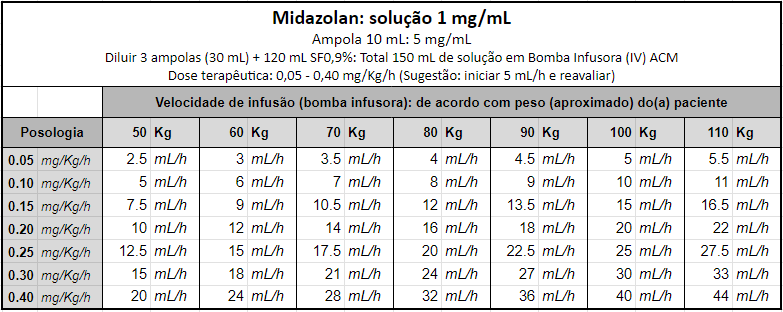 Midazolan: solução 1 mg/mL
Ampola 10 mL: 5 mg/mL
Diluir 3 ampolas (30 mL) + 120 mL SF0,9%: Total 150 mL de solução em Bomba Infusora (IV) ACM
Dose terapêutica: 0,05 - 0,40 mg/Kg/h (Sugestão: iniciar 5 mL/h e reavaliar)
Velocidade de infusão (bomba infusora): de acordo com peso (aproximado) do(a) paciente
Posologia 50 Kg 60 Kg 70 Kg 80 Kg 90 Kg 100 Kg 110 Kg
0.05 mg/Kg/h 2.5 mL/h 3 mL/h 3.5 mL/h 4 mL/h 4.5 mL/h 5 mL/h 5.5 mL/h
0.10 mg/Kg/h 5 mL/h 6 mL/h 7 mL/h 8 mL/h 9 mL/h 10 mL/h 11 mL/h
0.15 mg/Kg/h 7.5 mL/h 9 mL/h 10.5 mL/h 12 mL/h 13.5 mL/h 15 mL/h 16.5 mL/h
0.20 mg/Kg/h 10 mL/h 12 mL/h 14 mL/h 16 mL/h 18 mL/h 20 mL/h 22 mL/h
0.25 mg/Kg/h 12.5 mL/h 15 mL/h 17.5 mL/h 20 mL/h 22.5 mL/h 25 mL/h 27.5 mL/h
0.30 mg/Kg/h 15 mL/h 18 mL/h 21 mL/h 24 mL/h 27 mL/h 30 mL/h 33 mL/h
0.40 mg/Kg/h 20 mL/h 24 mL/h 28 mL/h 32 mL/h 36 mL/h 40 mL/h 44 mL/h